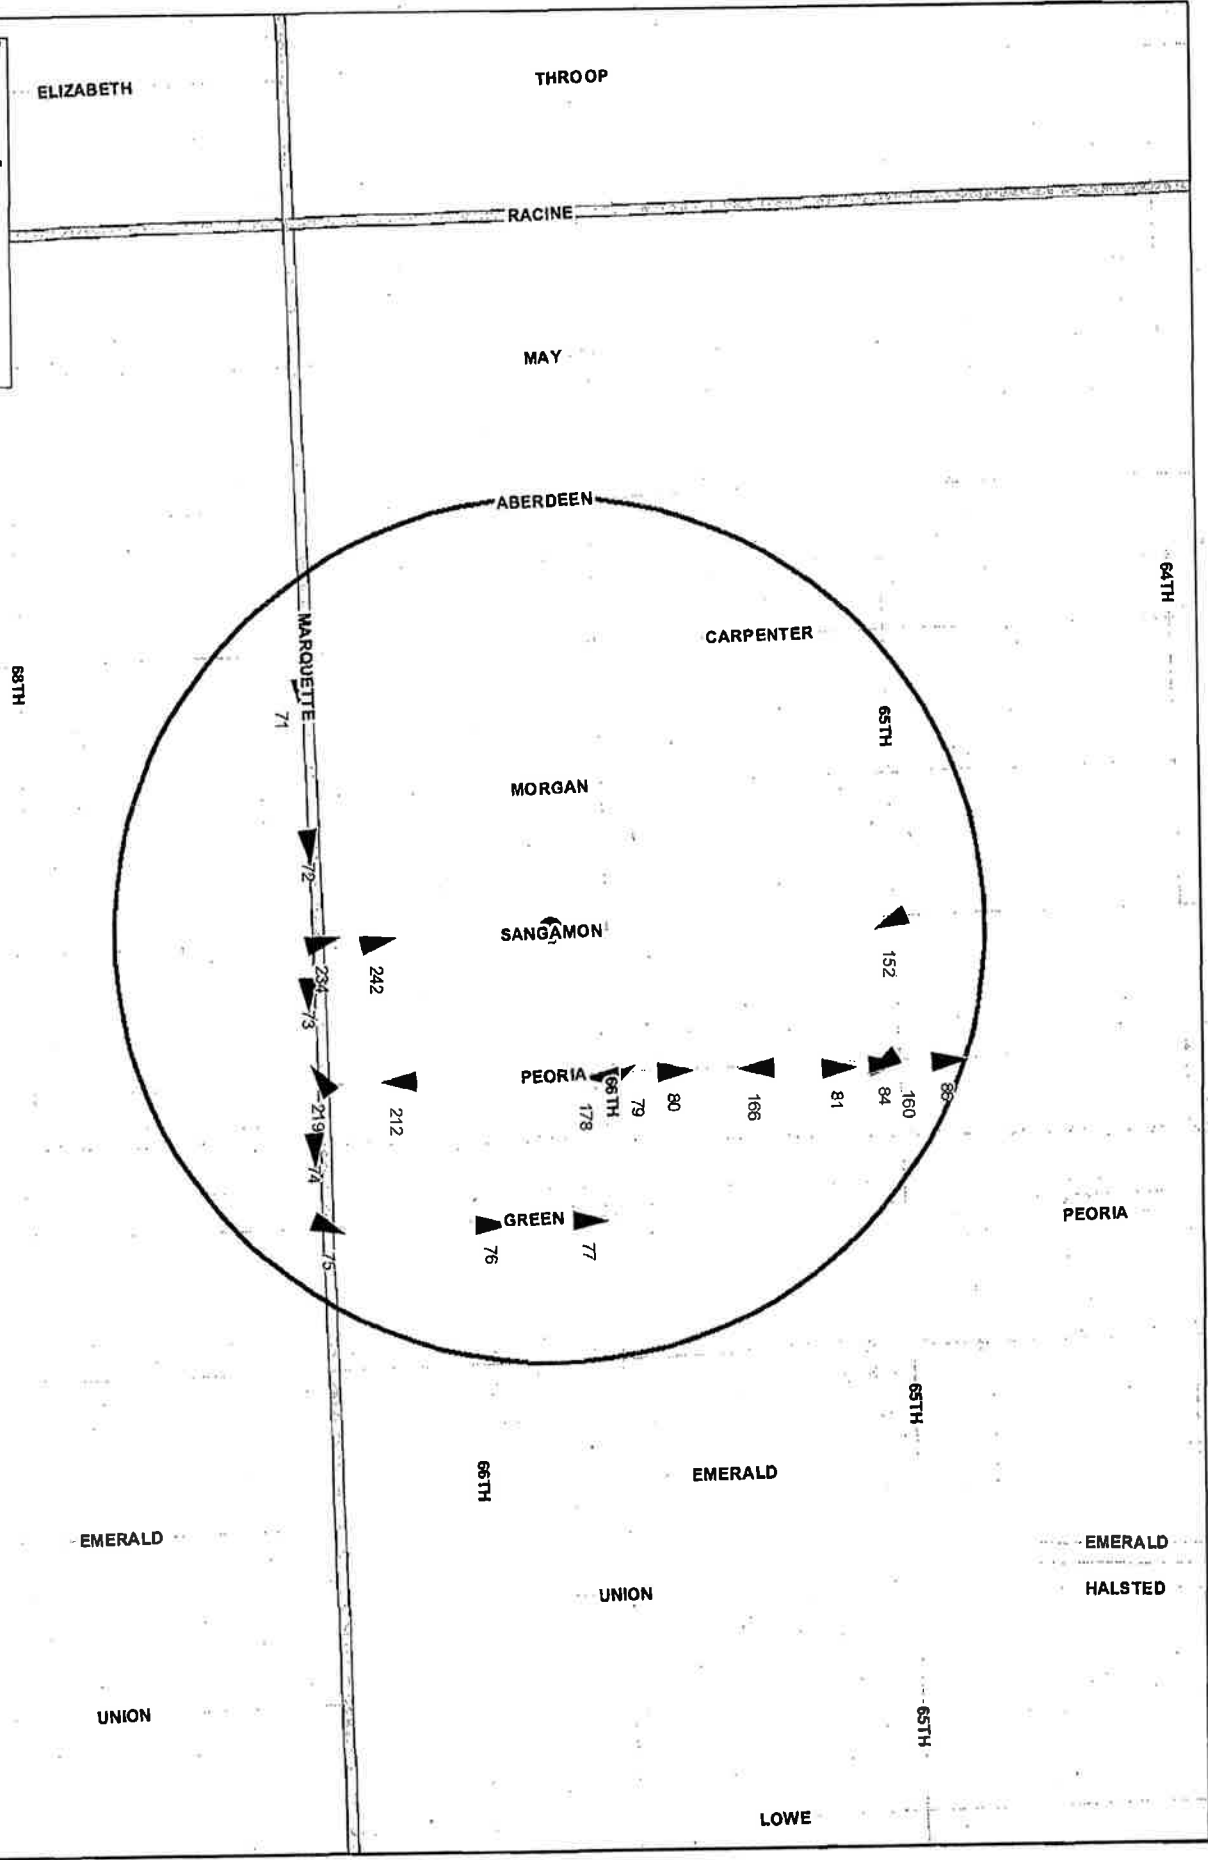 ELIZABETH
THROOP
RACINE
MAY
ABERDEEN
64TH
CARPENTER
MARQUETTE
68TH
65TH
71
MORGAN
72
SANGAMON
152
234
242
73
PEORIA
66TH
178
79
80
166
81
84
160
86
212
219
74
GREEN
PEORIA
76
77
75
65TH
66TH
EMERALD
EMERALD
EMERALD
UNION
HALSTED
UNION
65TH
LOWE